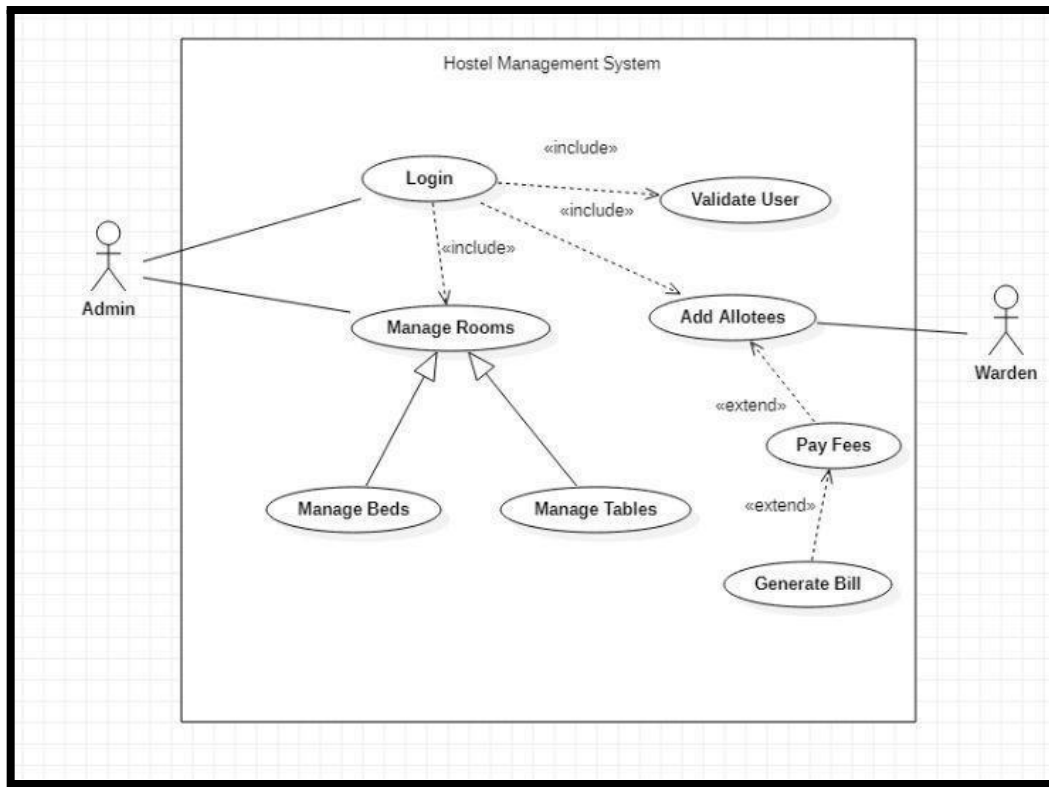 Hostel Management System
«include»
Login
Validate User
«include»
«include»
Admin
Manage Rooms
Add Allotees
Warden
«extend»
Pay Fees
Manage Beds
Manage Tables
«extend»
Generate Bill